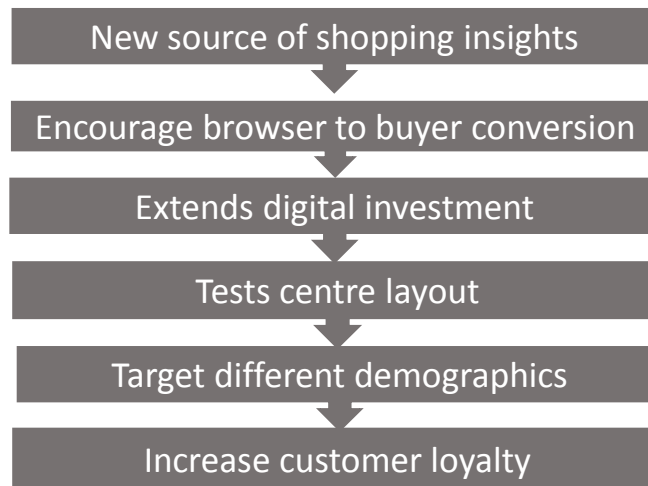 New source of shopping insights
Encourage browser to buyer conversion
Extends digital investment
Tests centre layout
Target different demographics
Increase customer loyalty